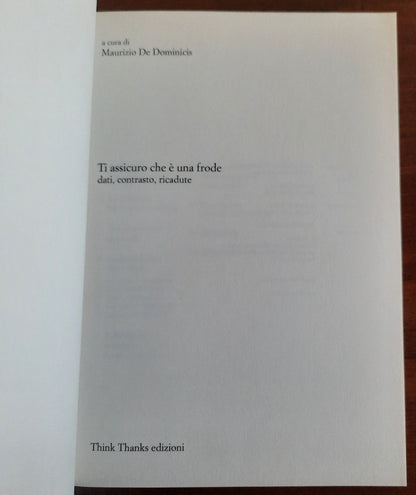 a cura di
Maurizio De Dominicis
Ti assicuro che è una frode
dati, contrasto, ricadute
Think Thanks edizioni